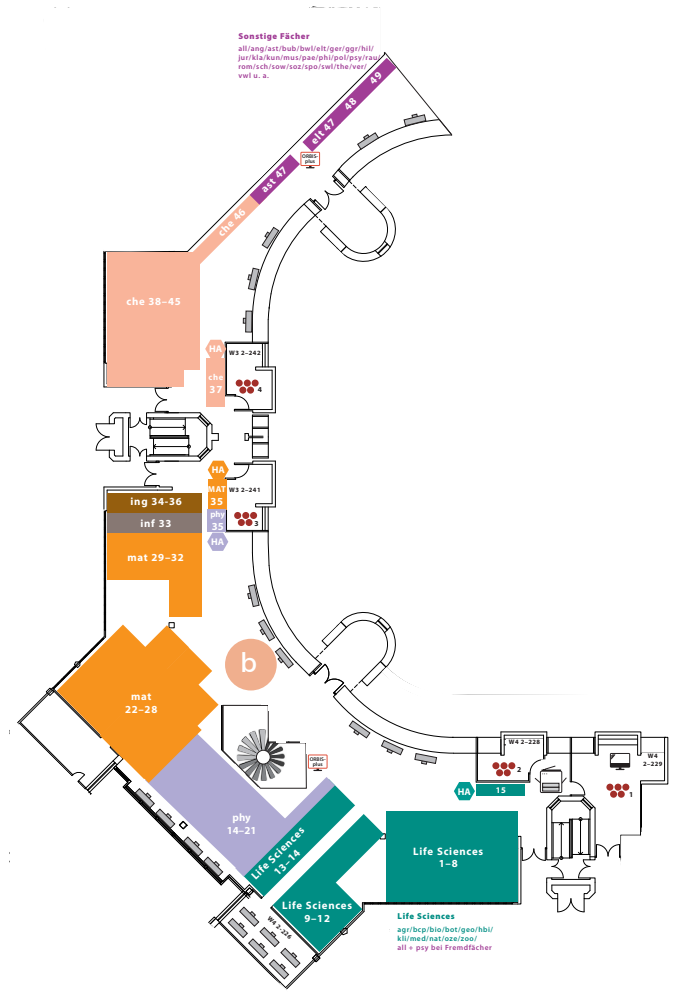 Sonstige Fächer
all/ang/ast/bub/bwl/elt/ger/ggr/hil/
jur/kla/kun/mus/pae/phi/pol/psy/rau/
rom/sch/sow/soz/spo/swl/the/ver/
vwl u. a.
49
48
elt 47
ORBIS-
plus
ast 47
che 46
che 38–45
HA
W3 2–242
che
37
4
HA
MAT
35
W3 2–241
ing 34-36
phy
35
3
inf 33
HA
mat 29–32
b
mat
22–28
W4 2–228
W4
2–229
ORBIS-
plus
2
HA
15
1
phy
14–21
Life Sciences
13–14
Life Sciences
1–8
Life Sciences
9–12
W4 2-226
Life Sciences
agr/bcp/bio/bot/geo/hbi/
kli/med/nat/oze/zoo/
all + psy bei Fremdfächer